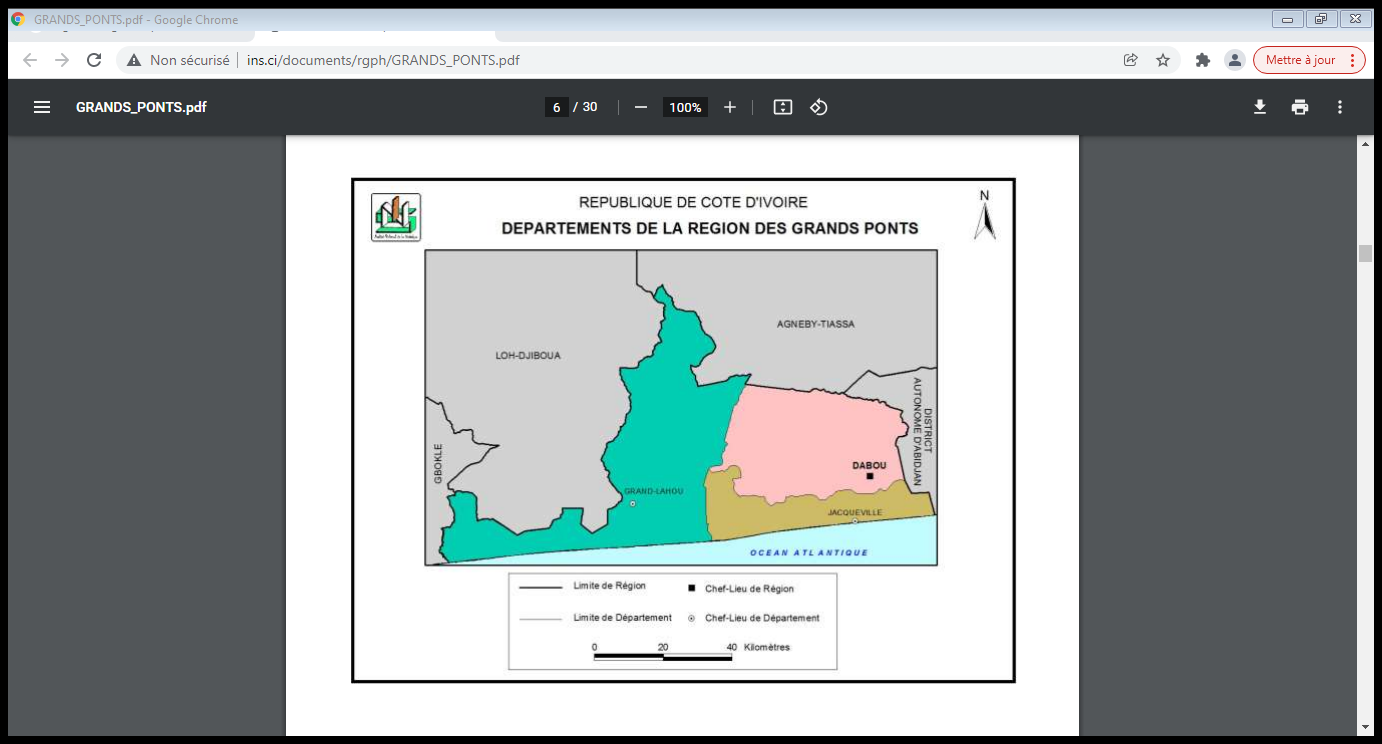 GRANDS_PONTS.pdf - Google Chrome
Non sécurisé ins.ci/documents/rgph/GRANDS_PONTS.pdf
Mettre à jour
GRANDS_PONTS.pdf
6 / 30
100%
REPUBLIQUE DE COTE D'IVOIRE
N
DEPARTEMENTS DE LA REGION DES GRANDS PONTS
AGNEBY-TIASSA
LOH-DJIBOUA
DISTRICT
AUTONOME D'ABIDJAN
GBOKLE
DABOU
GRAND-LAHOU
JACQUEVILLE
OCEAN ATLANTIQUE
Limite de Région
Chef-Lieu de Région
Limite de Département
Chef-Lieu de Département
0 20 40 Kilomètres